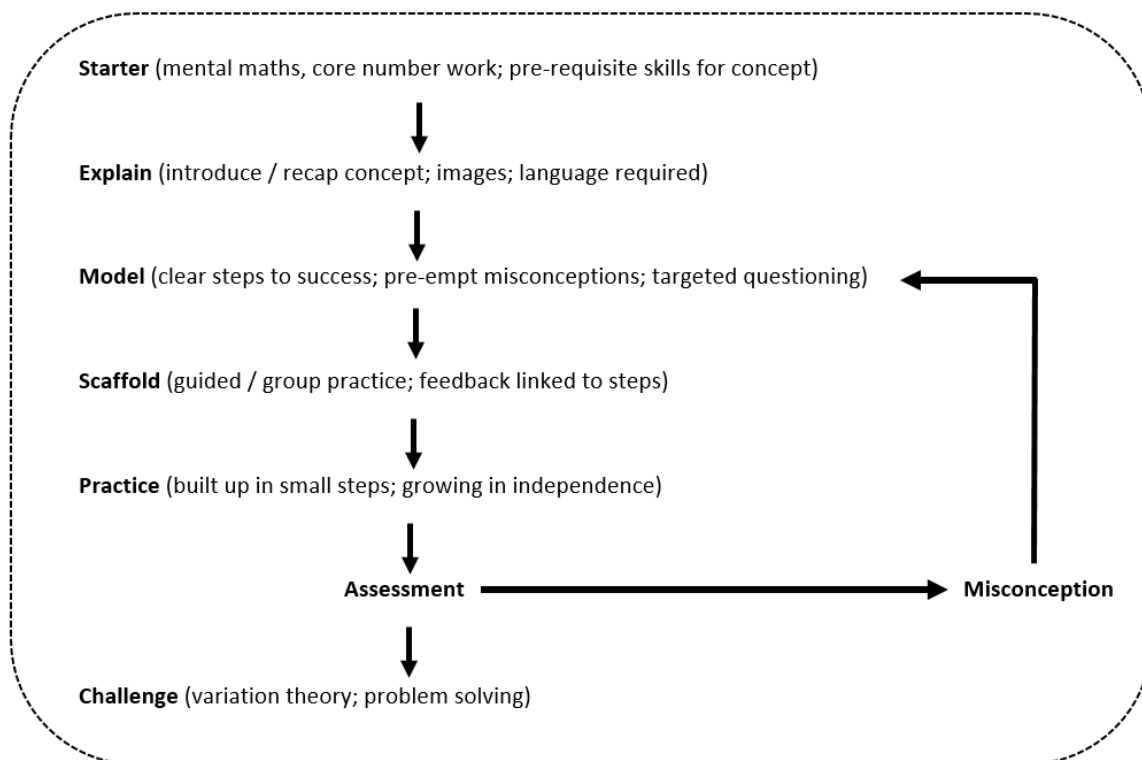 Starter (mental maths, core number work; pre-requisite skills for concept)
Explain (introduce / recap concept; images; language required)
Model (clear steps to success; pre-empt misconceptions; targeted questioning)
Scaffold (guided / group practice; feedback linked to steps)
Practice (built up in small steps; growing in independence)
Assessment
Misconception
Challenge (variation theory; problem solving)